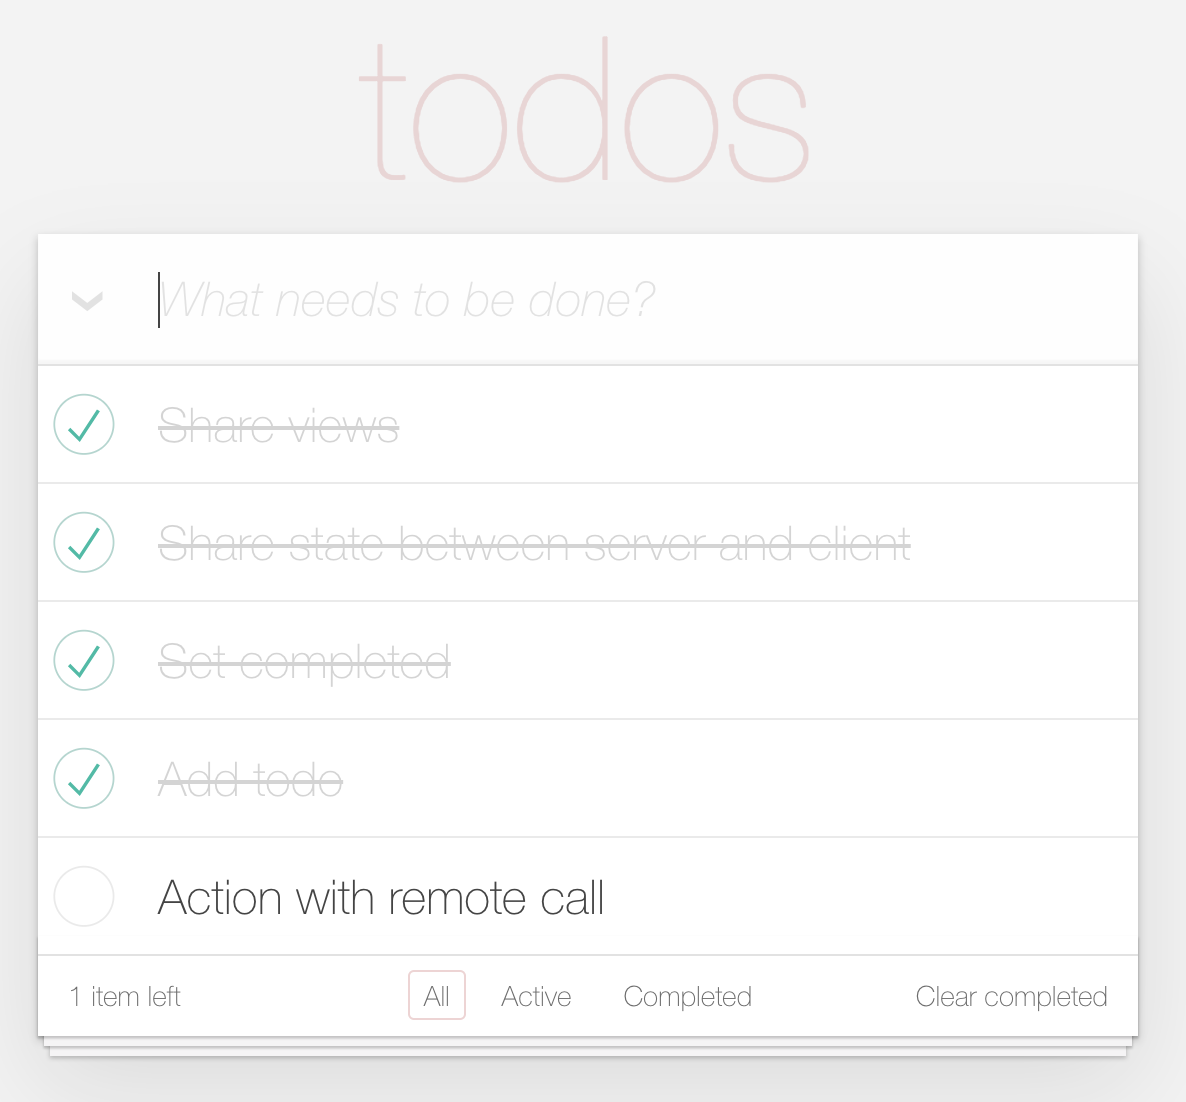 todos
What needs to be done?
Share views
Share state between server and client
Set completed
Add todo
Action with remote call
1 item left All Active Completed Clear completed